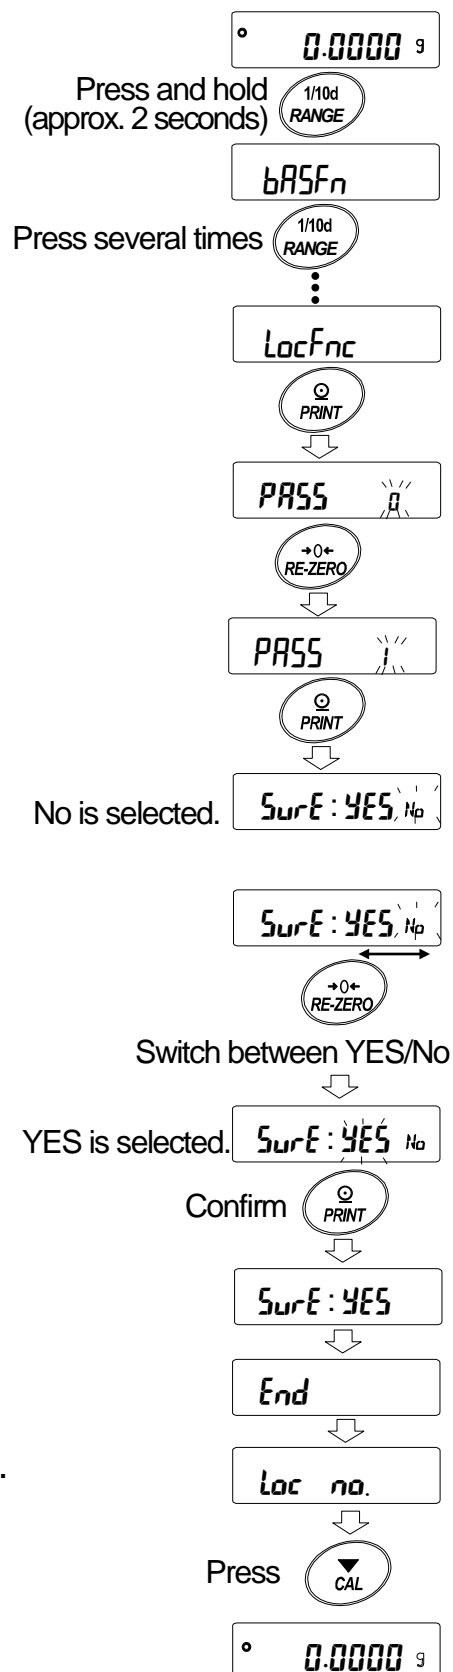 0.0000 g
Press and hold
(approx. 2 seconds)
1/10d
RANGE
bASFn
Press several times
1/10d
RANGE
LocFnc
PRINT
PASS 0
→0←
RE-ZERO
PASS 1
PRINT
No is selected.
SurE:YES No
SurE:YES No
→0←
RE-ZERO
Switch between YES/No
YES is selected.
SurE:YES No
Confirm
PRINT
SurE:YES
End
.
Loc no.
Press
CAL
0.0000 g